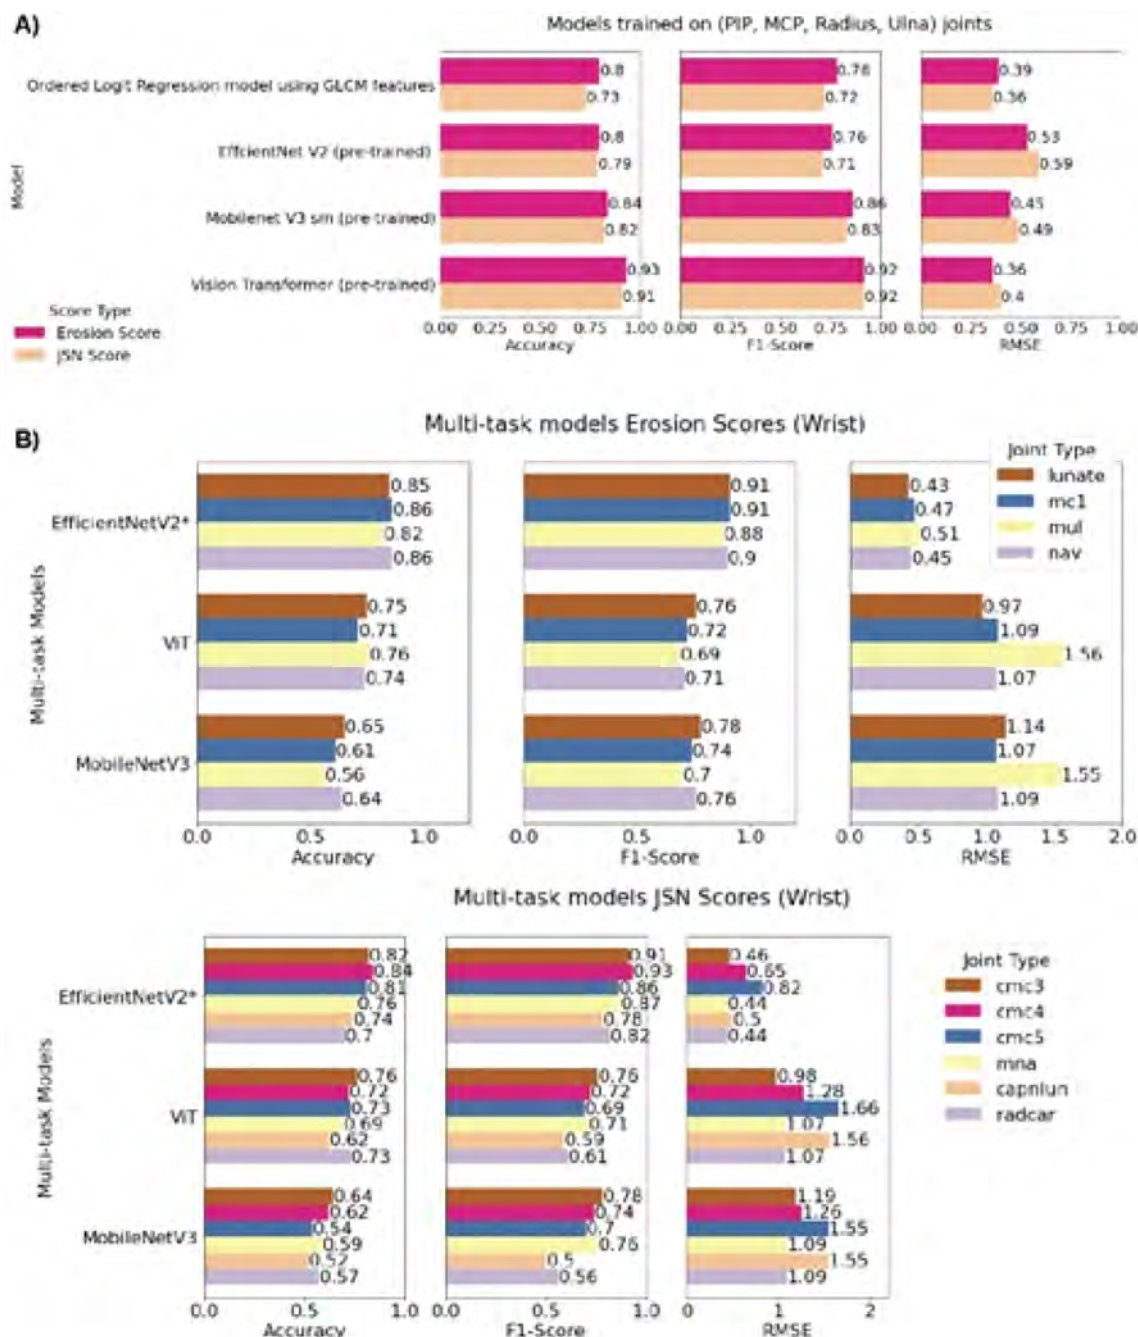 A)
Models trained on (PIP, MCP, Radius, Ulna) joints
Ordered Logit Regression model using GLCM features
0.8
0.73
0.78
0.72
0.39
0.36
EffcientNet V2 (pre-trained)
0.8
0.79
0.76
0.71
0.53
0.59
Mobilenet V3 sm (pre-trained)
0.84
0.82
0.86
0.83
0.45
0.49
Vision Transformer (pre-trained)
0.93
0.91
0.92
0.92
0.36
0.4
Model
0.00 0.25 0.50 0.75 1.00
0.00 0.25 0.50 0.75 1.00
0.00 0.25 0.50 0.75 1.00
Accuracy
F1-Score
RMSE
Score Type
Erosion Score
JSN Score
B)
Multi-task models Erosion Scores (Wrist)
Joint Type
lunate
mc1
mul
nav
Multi-task Models
EfficientNetV2*
0.85
0.86
0.82
0.86
0.91
0.91
0.88
0.9
0.43
0.47
0.51
0.45
ViT
0.75
0.71
0.76
0.74
0.76
0.72
0.69
0.71
0.97
1.09
1.56
1.07
MobileNetV3
0.65
0.61
0.56
0.64
0.78
0.74
0.7
0.76
1.14
1.07
1.55
1.09
0.0 0.5 1.0
0.0 0.5 1.0
0.0 0.5 1.0 1.5 2.0
Accuracy
F1-Score
RMSE
Multi-task models JSN Scores (Wrist)
Joint Type
cmc3
cmc4
cmc5
mna
capnlun
radcar
Multi-task Models
EfficientNetV2*
0.82
0.84
0.81
0.76
0.74
0.7
0.91
0.93
0.86
0.87
0.78
0.82
0.46
0.65
0.82
0.44
0.5
0.44
ViT
0.76
0.72
0.73
0.69
0.62
0.73
0.76
0.72
0.69
0.71
0.59
0.61
0.98
1.28
1.66
1.07
1.56
1.07
MobileNetV3
0.64
0.62
0.54
0.59
0.52
0.57
0.78
0.74
0.7
0.76
0.5
0.56
1.19
1.26
1.55
1.09
1.55
1.09
0.0 0.5 1.0
0.0 0.5 1.0
0 1 2
Accuracy
F1-Score
RMSE